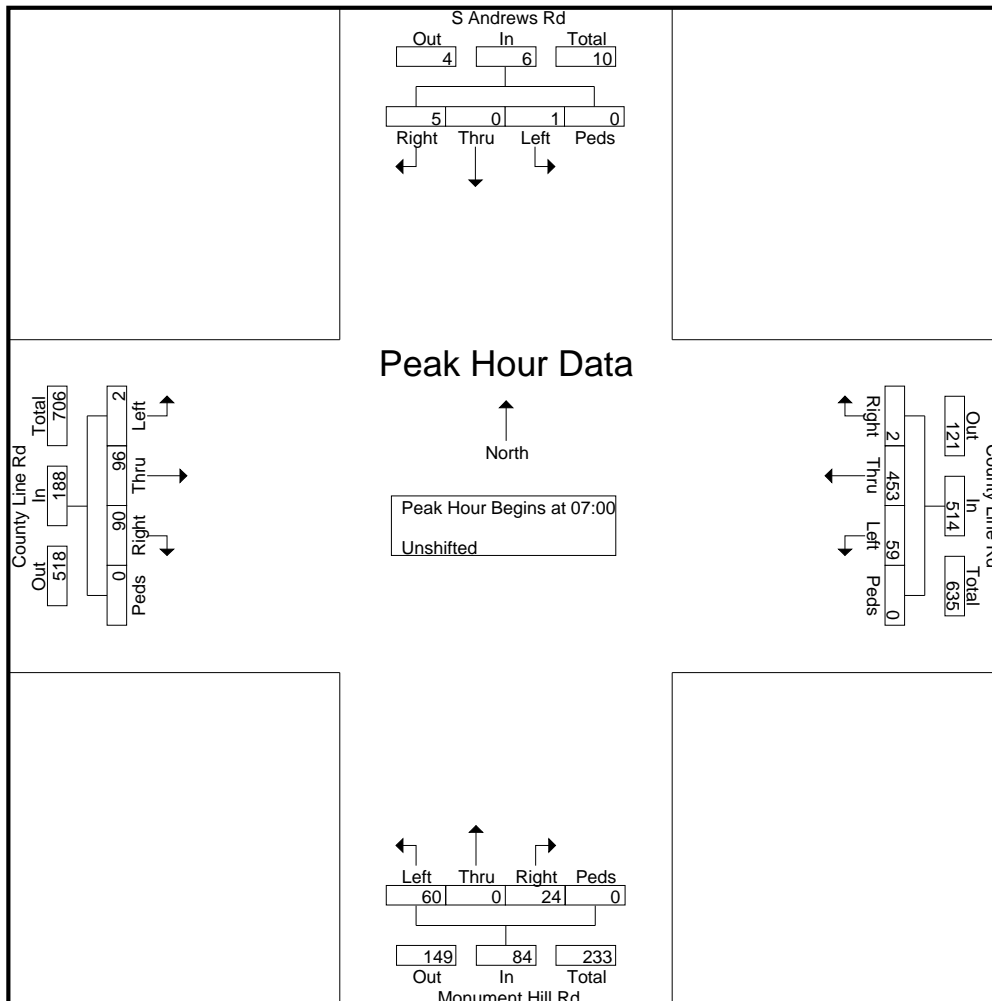 S Andrews Rd
Out In Total
4 6 10
5 0 1 0
Right Thru Left Peds
Peak Hour Data
North
Peak Hour Begins at 07:00
Unshifted
County Line Rd
Total In Out
706 188 518
2 96 90 0
Left Thru Right Peds
County Line Rd
Out In Total
121 514 635
2 453 59 0
Right Thru Left Peds
Left Thru Right Peds
60 0 24 0
149 84 233
Out In Total
Monument Hill Rd